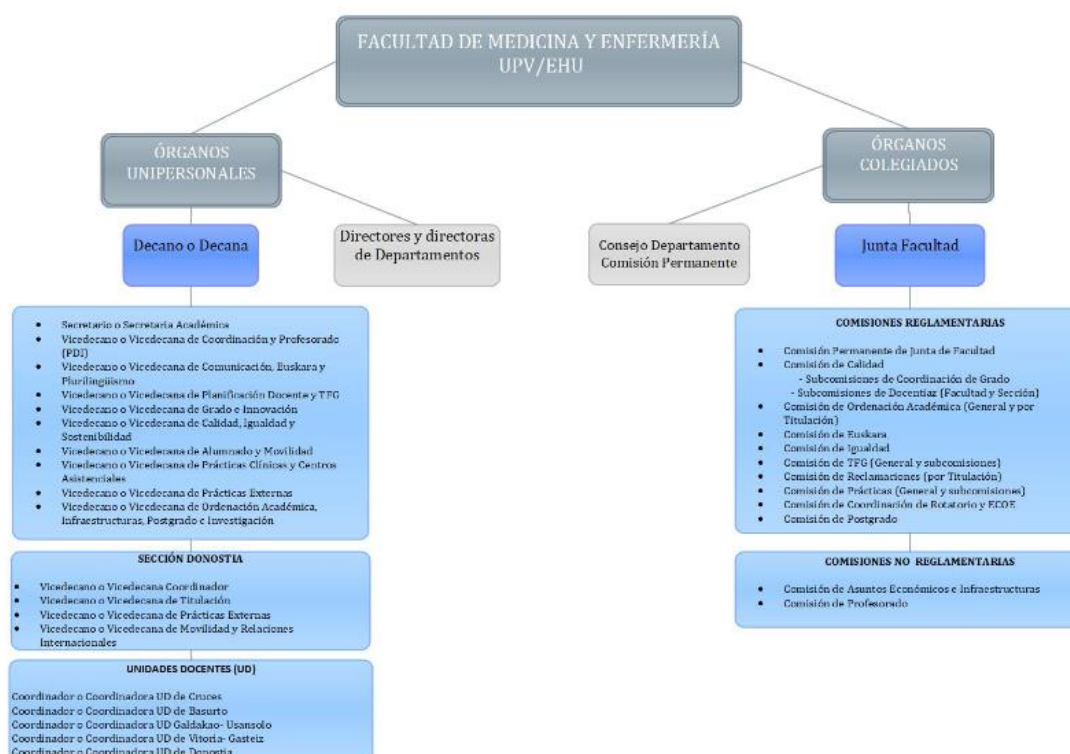 FACULTAD DE MEDICINA Y ENFERMERÍA
UPV/EHU
ÓRGANOS
UNIPERSONALES
ÓRGANOS
COLEGIADOS
Decano o Decana
Directores y directoras
de Departamentos
Consejo Departamento
Comisión Permanente
Junta Facultad
• Secretario o Secretaria Académica
• Vicedecano o Vicedecana de Coordinación y Profesorado
(PDI)
• Vicedecano o Vicedecana de Comunicación, Euskara y
Plurilingüismo
• Vicedecano o Vicedecana de Planificación Docente y TFG
• Vicedecano o Vicedecana de Grado e Innovación
• Vicedecano o Vicedecana de Calidad, Igualdad y
Sostenibilidad
• Vicedecano o Vicedecana de Alumnado y Movilidad
• Vicedecano o Vicedecana de Prácticas Clínicas y Centros
Asistenciales
• Vicedecano o Vicedecana de Prácticas Externas
• Vicedecano o Vicedecana de Ordenación Académica,
Infraestructuras, Postgrado e Investigación
SECCIÓN DONOSTIA
• Vicedecano o Vicedecana Coordinador
• Vicedecano o Vicedecana de Titulación
• Vicedecano o Vicedecana de Prácticas Externas
• Vicedecano o Vicedecana de Movilidad y Relaciones
Internacionales
UNIDADES DOCENTES (UD)
Coordinador o Coordinadora UD de Cruces
Coordinador o Coordinadora UD de Basurto
Coordinador o Coordinadora UD Galdakao- Usansolo
Coordinador o Coordinadora UD de Vitoria- Gasteiz
Coordinador o Coordinadora UD de Donostia
COMISIONES REGLAMENTARIAS
• Comisión Permanente de Junta de Facultad
• Comisión de Calidad
- Subcomisiones de Coordinación de Grado
- Subcomisiones de Docentiaz (Facultad y Sección)
• Comisión de Ordenación Académica (General y por
Titulación)
• Comisión de Euskara
• Comisión de Igualdad
• Comisión de TFG (General y subcomisiones)
• Comisión de Reclamaciones (por Titulación)
• Comisión de Prácticas (General y subcomisiones)
• Comisión de Coordinación de Rotatorio y ECOE
• Comisión de Postgrado
COMISIONES NO REGLAMENTARIAS
• Comisión de Asuntos Económicos e Infraestructuras
• Comisión de Profesorado